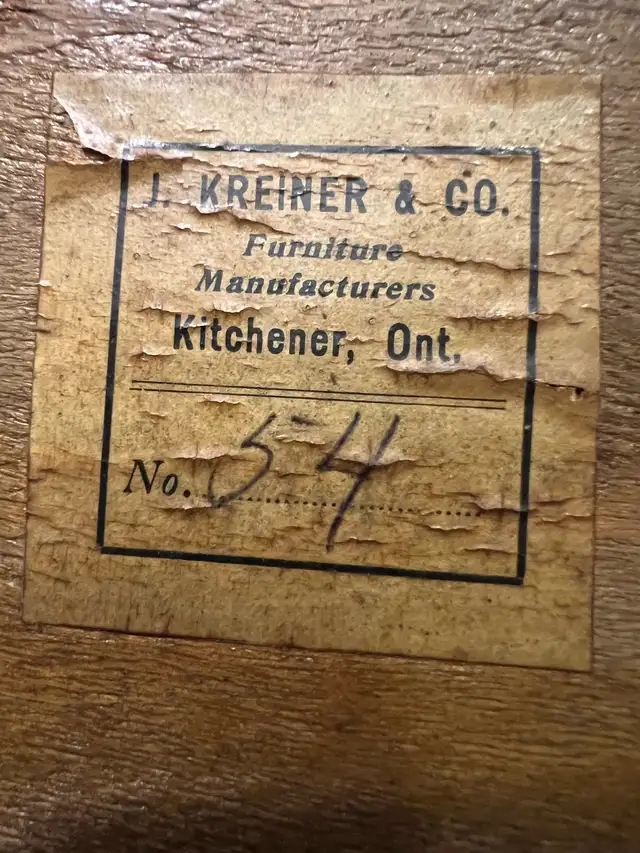 J. KREINER & CO.
Furniture
Manufacturers
Kitchener, Ont.
No. 54